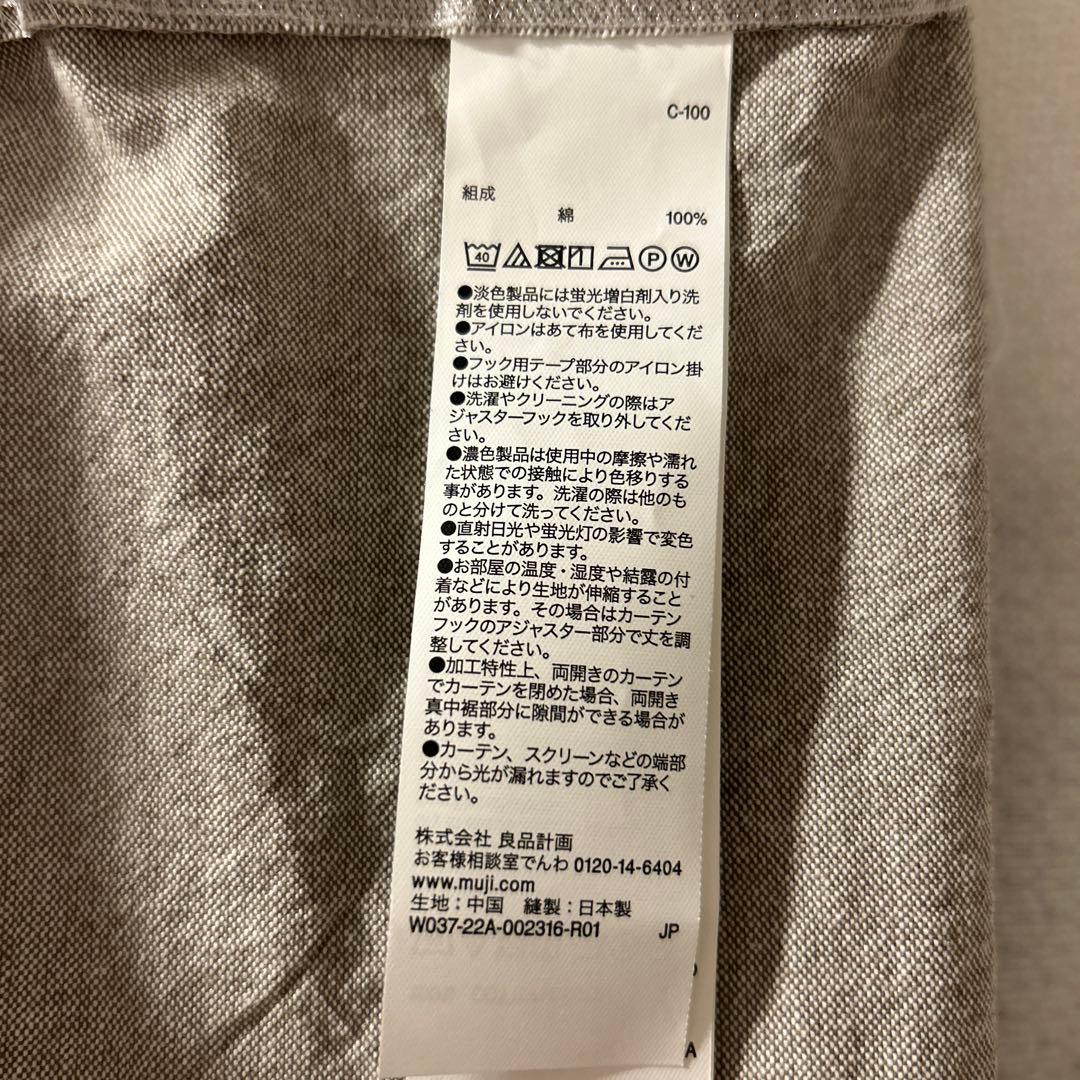 C-100
組成
綿 100%
40 P W
●淡色製品には蛍光増白剤入り洗
剤を使用しないでください。
●アイロンはあて布を使用してくだ
さい。
●フック用テープ部分のアイロン掛
けはお避けください。
●洗濯やクリーニングの際はア
ジャスターフックを取り外してくだ
さい。
●濃色製品は使用中の摩擦や濡れ
た状態での接触により色移りする
事があります。洗濯の際は他のも
のと分けて洗ってください。
●直射日光や蛍光灯の影響で変色
することがあります。
●お部屋の温度・湿度や結露の付
着などにより生地が伸縮すること
があります。その場合はカーテン
フックのアジャスター部分で丈を調
整してください。
●加工特性上、両開きのカーテン
でカーテンを閉めた場合、両開き
真中裾部分に隙間ができる場合が
あります。
●カーテン、スクリーンなどの端部
分から光が漏れますのでご了承く
ださい。
株式会社 良品計画
お客様相談室でんわ 0120-14-6404
www.muji.com
生地：中国　縫製：日本製
W037-22A-002316-R01 JP
A